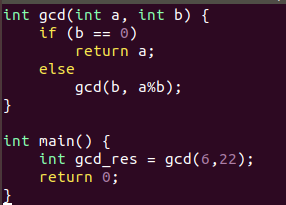 int gcd(int a, int b) {
    if (b == 0)
        return a;
    else
        gcd(b, a%b);
}

int main() {
    int gcd_res = gcd(6,22);
    return 0;
}